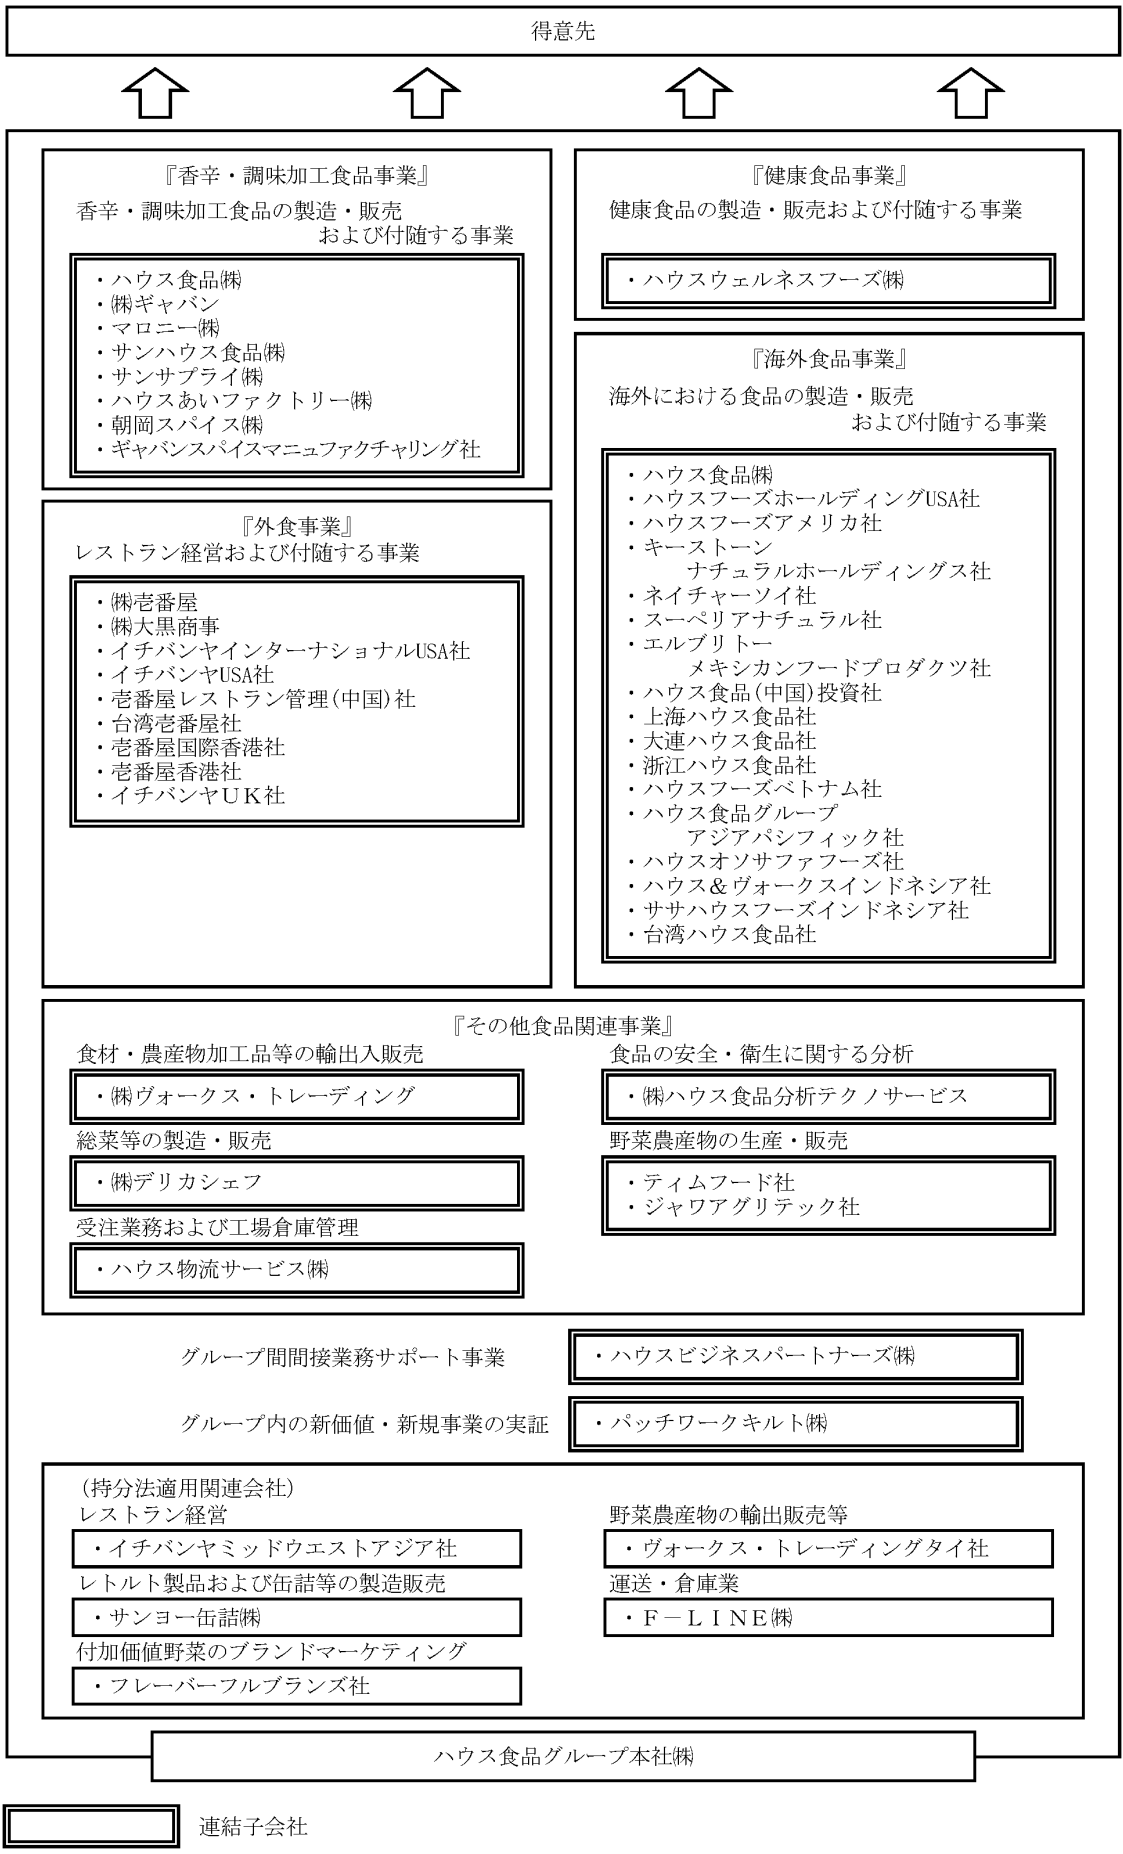 得意先
『香辛・調味加工食品事業』
香辛・調味加工食品の製造・販売
および付随する事業
・ハウス食品㈱
・㈱ギャバン
・マロニー㈱
・サンハウス食品㈱
・サンサプライ㈱
・ハウスあいファクトリー㈱
・朝岡スパイス㈱
・ギャバンスパイスマニュファクチャリング社
『外食事業』
レストラン経営および付随する事業
・㈱壱番屋
・㈱大黒商事
・イチバンヤインターナショナルUSA社
・イチバンヤUSA社
・壱番屋レストラン管理(中国)社
・台湾壱番屋社
・壱番屋国際香港社
・壱番屋香港社
・イチバンヤＵＫ社
『健康食品事業』
健康食品の製造・販売および付随する事業
・ハウスウェルネスフーズ㈱
『海外食品事業』
海外における食品の製造・販売
および付随する事業
・ハウス食品㈱
・ハウスフーズホールディングUSA社
・ハウスフーズアメリカ社
・キーストーン
ナチュラルホールディングス社
・ネイチャーソイ社
・スーペリアナチュラル社
・エルブリトー
メキシカンフードプロダクツ社
・ハウス食品(中国)投資社
・上海ハウス食品社
・大連ハウス食品社
・浙江ハウス食品社
・ハウスフーズベトナム社
・ハウス食品グループ
アジアパシフィック社
・ハウスオソサファフーズ社
・ハウス＆ヴォークスインドネシア社
・ササハウスフーズインドネシア社
・台湾ハウス食品社
『その他食品関連事業』
食材・農産物加工品等の輸出入販売
・㈱ヴォークス・トレーディング
総菜等の製造・販売
・㈱デリカシェフ
受注業務および工場倉庫管理
・ハウス物流サービス㈱
食品の安全・衛生に関する分析
・㈱ハウス食品分析テクノサービス
野菜農産物の生産・販売
・ティムフード社
・ジャワアグリテック社
グループ間間接業務サポート事業
・ハウスビジネスパートナーズ㈱
グループ内の新価値・新規事業の実証
・パッチワークキルト㈱
（持分法適用関連会社）
レストラン経営
・イチバンヤミッドウエストアジア社
レトルト製品および缶詰等の製造販売
・サンヨー缶詰㈱
付加価値野菜のブランドマーケティング
・フレーバーフルブランズ社
野菜農産物の輸出販売等
・ヴォークス・トレーディングタイ社
運送・倉庫業
・Ｆ－ＬＩＮＥ㈱
ハウス食品グループ本社㈱
連結子会社